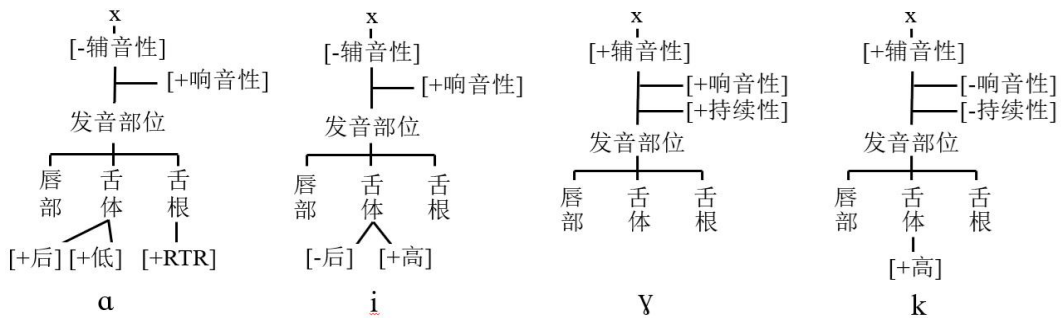 x x x x
[-辅音性] [-辅音性] [+辅音性] [+辅音性]
[+响音性] [+响音性] [+响音性] [-响音性]
[+持续性] [-持续性]
发音部位 发音部位 发音部位 发音部位
唇部 舌体 舌根 唇部 舌体 舌根 唇部 舌体 舌根 唇部 舌体 舌根
[+后] [+低] [+RTR] [-后] [+高] [+高]
ɑ i ɣ k